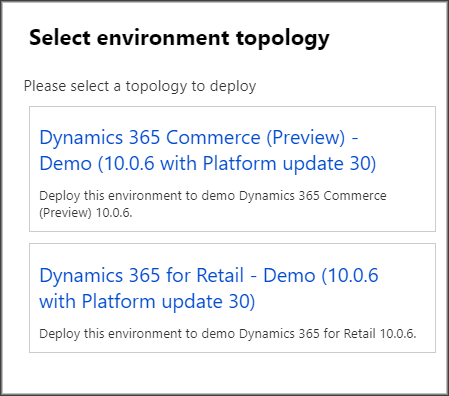 Select environment topology
Please select a topology to deploy
Dynamics 365 Commerce (Preview) -
Demo (10.0.6 with Platform update 30)
Deploy this environment to demo Dynamics 365 Commerce
(Preview) 10.0.6.
Dynamics 365 for Retail - Demo (10.0.6
with Platform update 30)
Deploy this environment to demo Dynamics 365 for Retail 10.0.6.